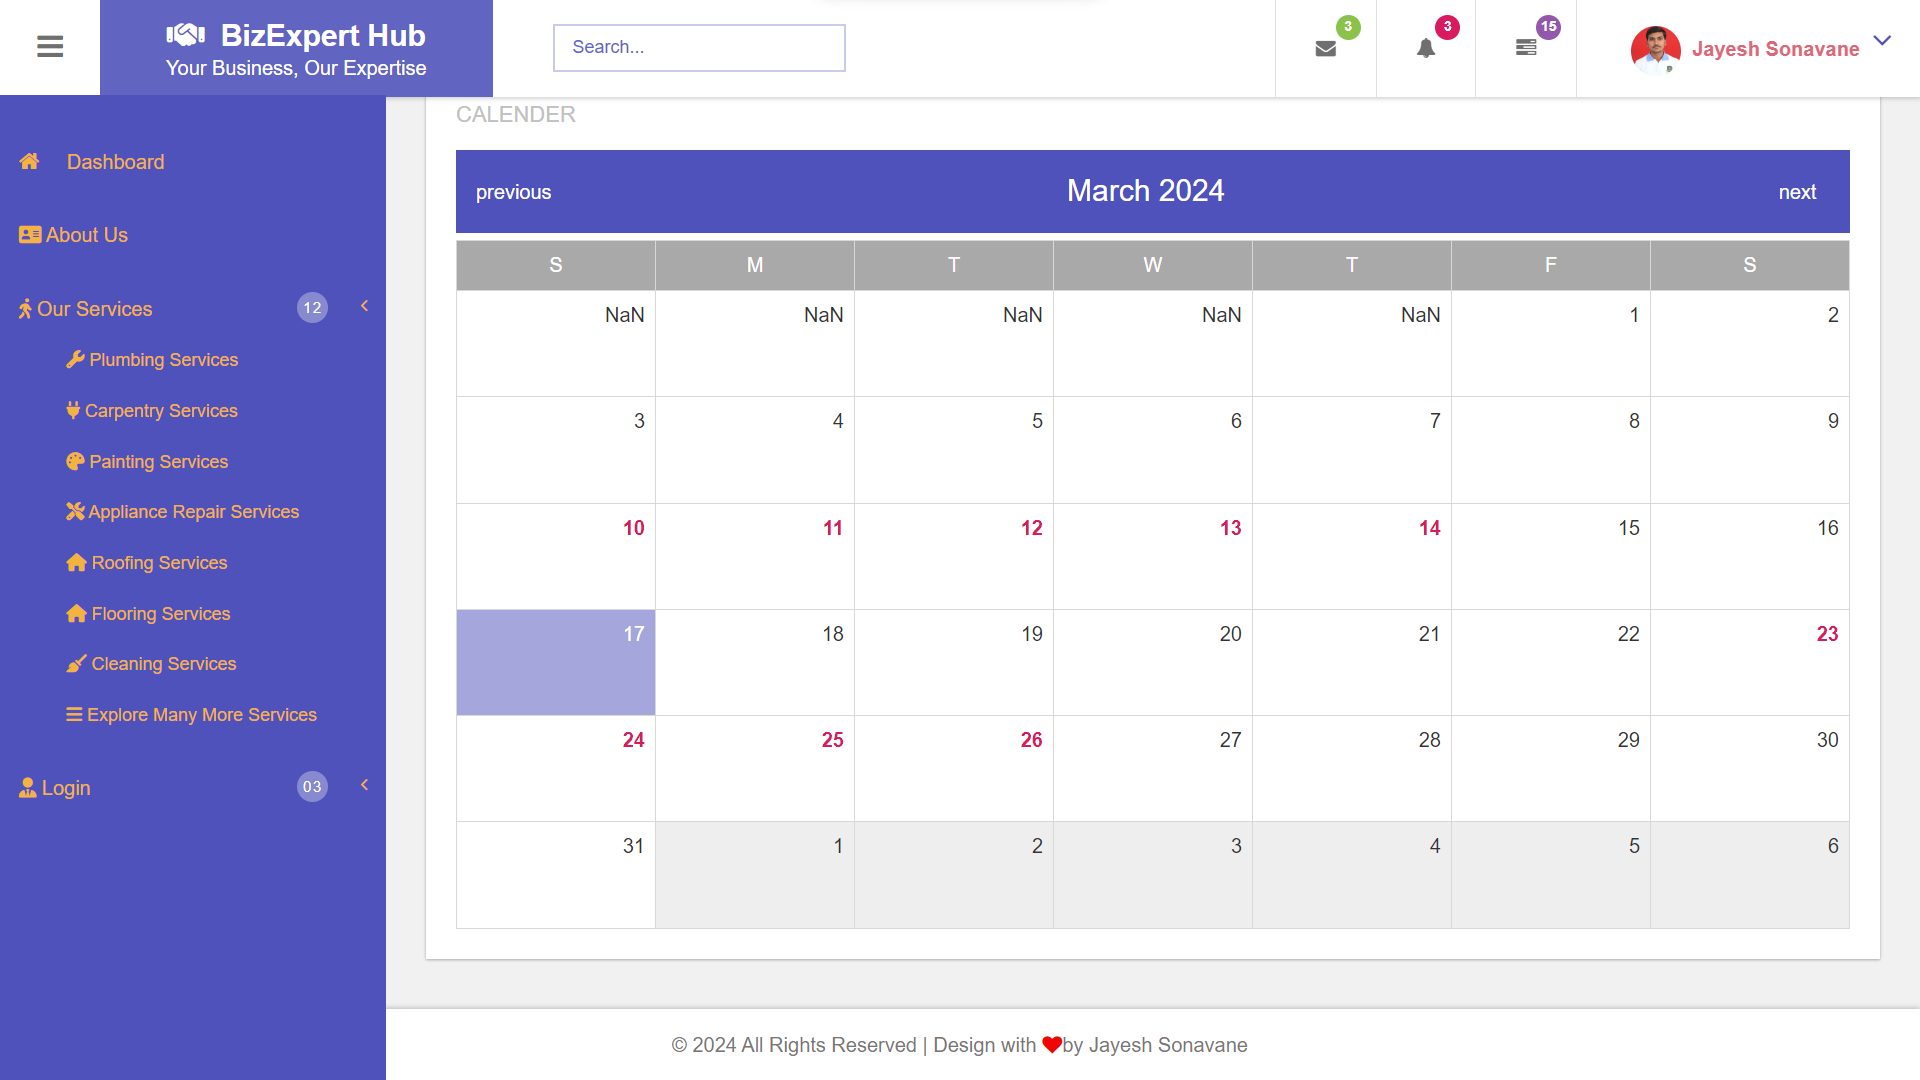 BizExpert Hub
Your Business, Our Expertise
Search...
3
3
15
Jayesh Sonavane
Dashboard
About Us
Our Services 12
Plumbing Services
Carpentry Services
Painting Services
Appliance Repair Services
Roofing Services
Flooring Services
Cleaning Services
Explore Many More Services
Login 03
CALENDER
previous March 2024 next
S M T W T F S
NaN NaN NaN NaN NaN 1 2
3 4 5 6 7 8 9
10 11 12 13 14 15 16
17 18 19 20 21 22 23
24 25 26 27 28 29 30
31 1 2 3 4 5 6
© 2024 All Rights Reserved | Design with ❤by Jayesh Sonavane